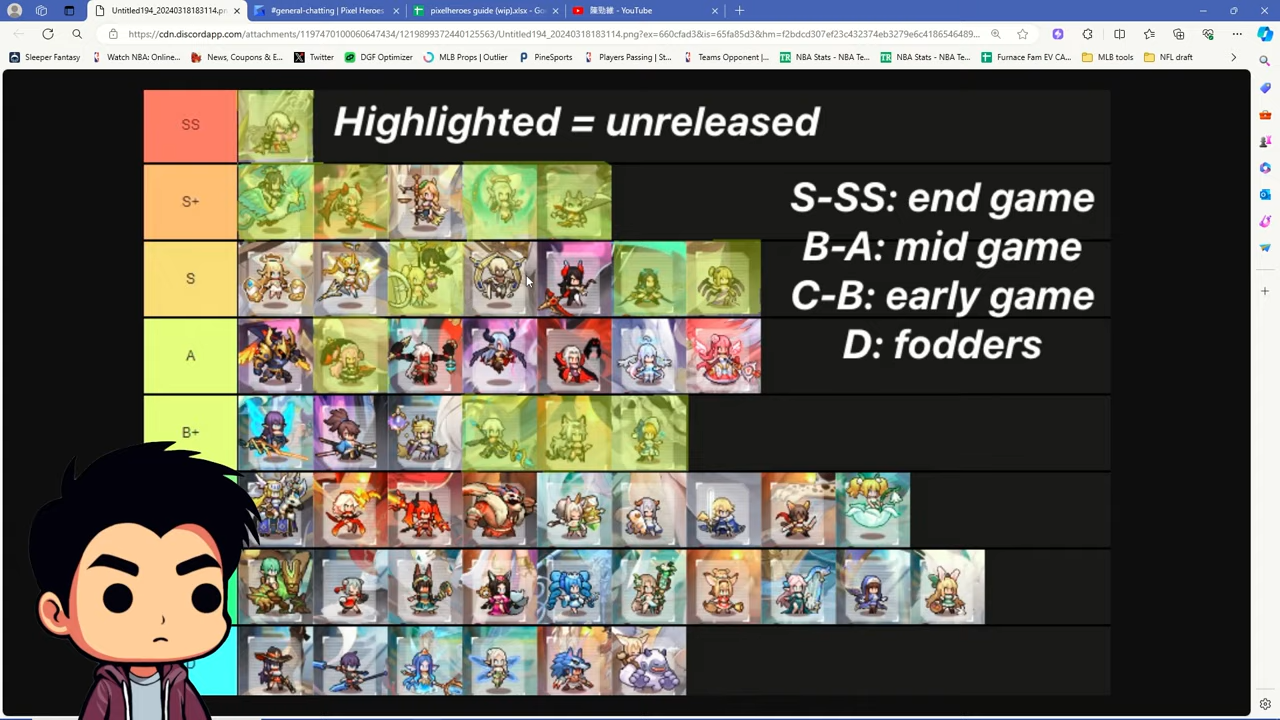 Untitled194_20240318183114.pn
#general-chatting | Pixel Heroes
pixelheroes guide (wip).xlsx - Go
陳勁維 - YouTube
https://cdn.discordapp.com/attachments/1197470100060647434/1219899372440125563/Untitled194_20240318183114.png?ex=660cfad3&is=65fa85d3&hm=f2bdcd307ef23c432374eb3279e6c4186546489...
Sleeper Fantasy
Watch NBA: Online...
News, Coupons & E...
Twitter
DGF Optimizer
MLB Props | Outlier
PineSports
Players Passing | St...
Teams Opponent |...
NBA Stats - NBA Te...
NBA Stats - NBA Te...
Furnace Fam EV CA...
MLB tools
NFL draft
SS
Highlighted = unreleased
S+
S-SS: end game
B-A: mid game
S
C-B: early game
D: fodders
A
B+